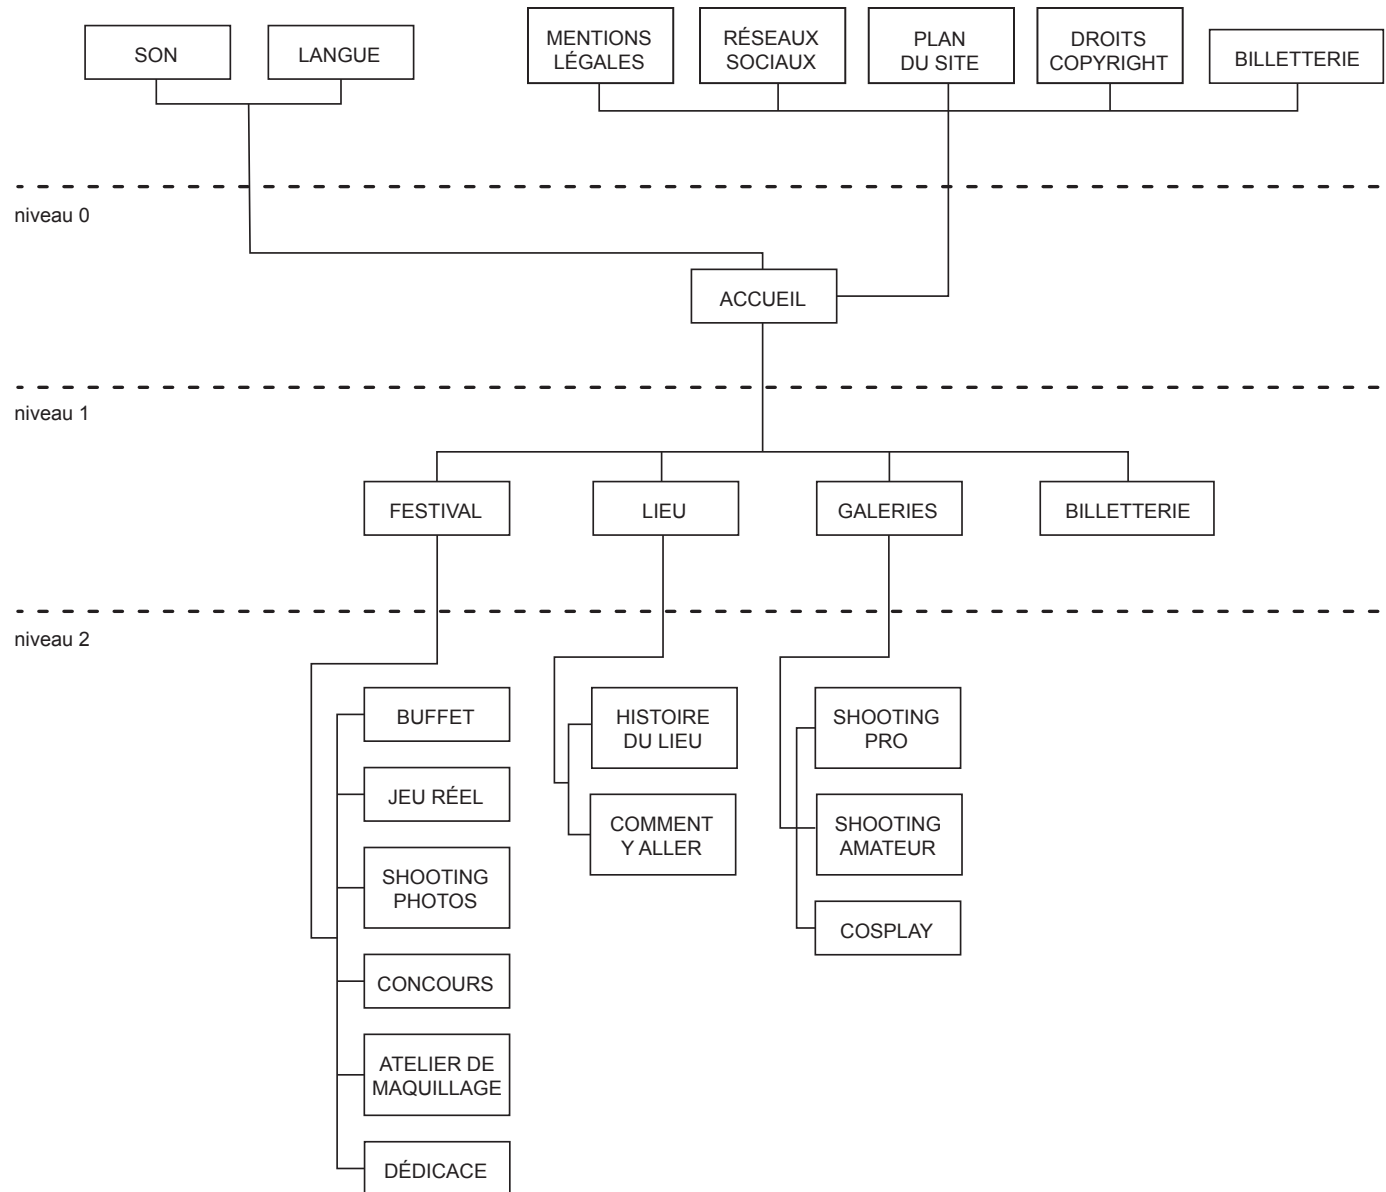 SON
LANGUE
MENTIONS
LÉGALES
RÉSEAUX
SOCIAUX
PLAN
DU SITE
DROITS
COPYRIGHT
BILLETTERIE
niveau 0
ACCUEIL
niveau 1
FESTIVAL
LIEU
GALERIES
BILLETTERIE
niveau 2
BUFFET
JEU RÉEL
SHOOTING
PHOTOS
CONCOURS
ATELIER DE
MAQUILLAGE
DÉDICACE
HISTOIRE
DU LIEU
COMMENT
Y ALLER
SHOOTING
PRO
SHOOTING
AMATEUR
COSPLAY